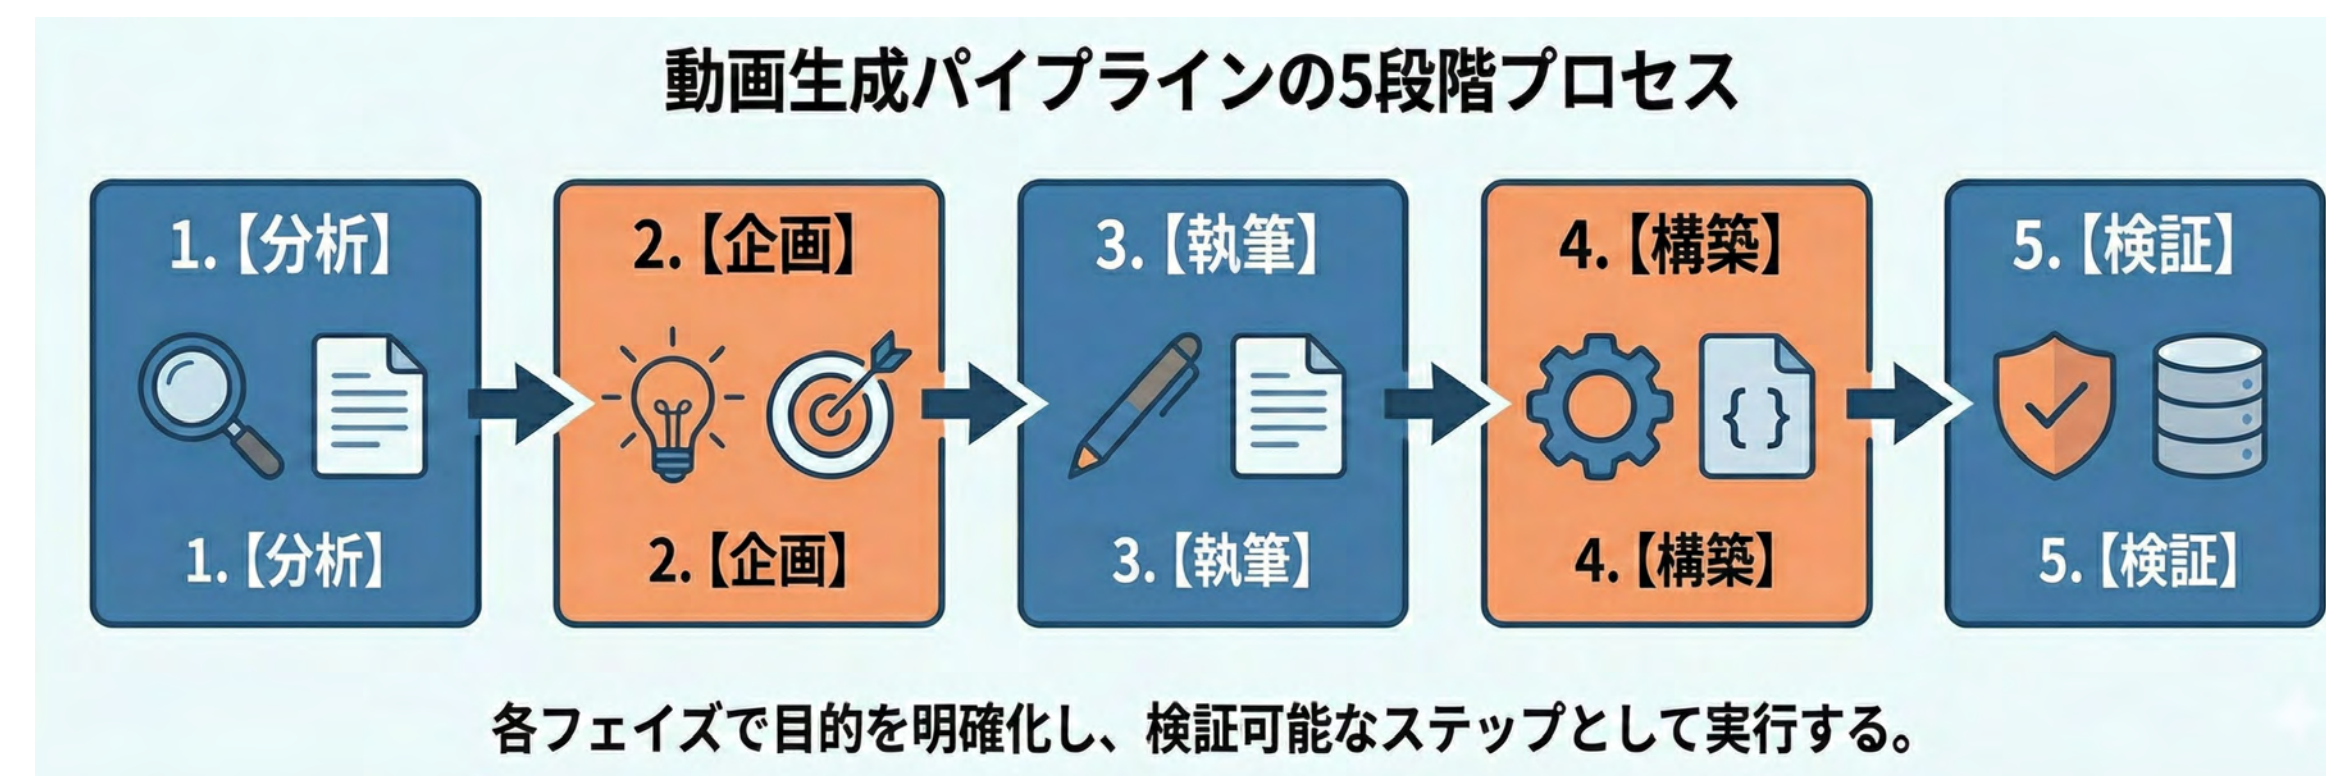 動画生成パイプラインの5段階プロセス
1.【分析】
2.【企画】
3.【執筆】
4.【構築】
5.【検証】
{ }
1.【分析】
2.【企画】
3.【執筆】
4.【構築】
5.【検証】
各フェイズで目的を明確化し、検証可能なステップとして実行する。